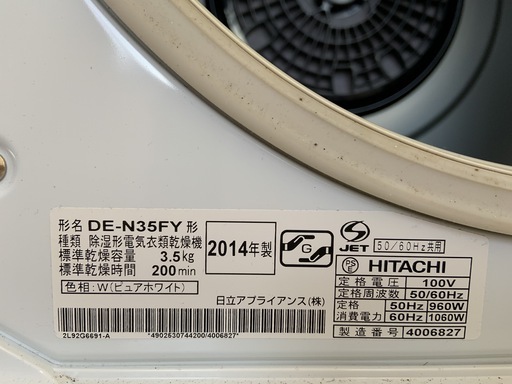 形名 DE-N35FY 形
種類 除湿形電気衣類乾燥機
標準乾燥容量 3.5kg
標準乾燥時間 200min
2014年製
G
S JET 50/60Hz共用
PSE HITACHI
定格電圧 100V
定格周波数 50/60Hz
定格消費電力 50Hz 960W
60Hz 1060W
製造番号 4006827
色相:W(ピュアホワイト)
日立アプライアンス(株)
2L92G6691-A
*4902530744200/4006827*